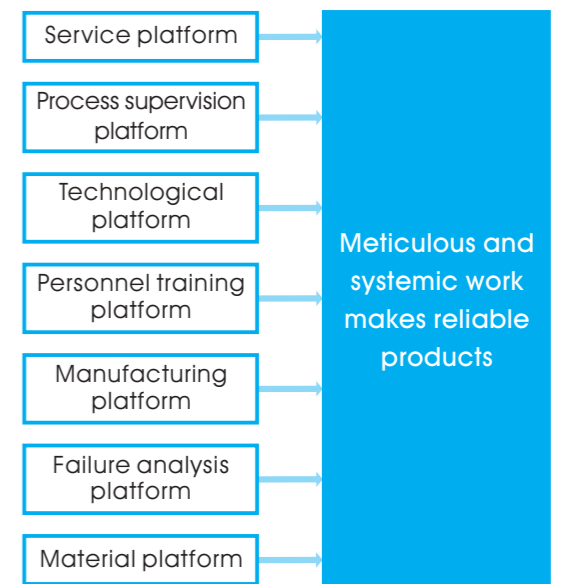 Service platform
Process supervision
platform
Technological
platform
Personnel training
platform
Manufacturing
platform
Failure analysis
platform
Material platform
Meticulous and
systemic work
makes reliable
products